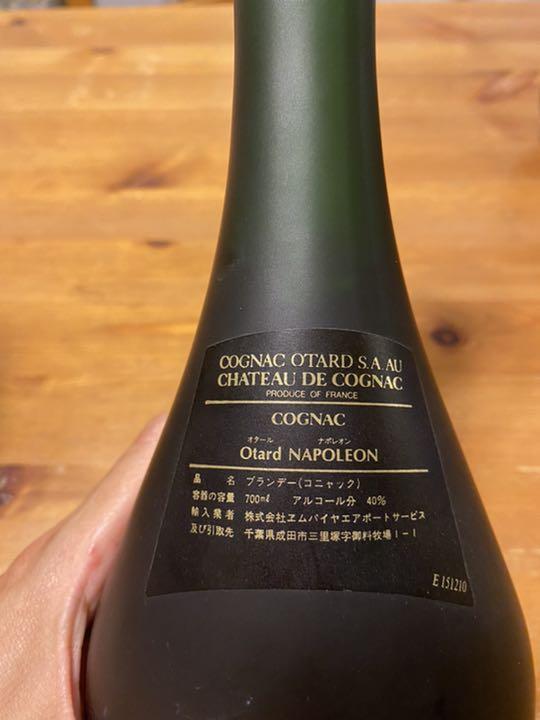 COGNAC OTARD S.A. AU
CHATEAU DE COGNAC
PRODUCE OF FRANCE
COGNAC
オタール ナポレオン
Otard NAPOLEON
品 名 ブランデー(コニャック)
容器の容量 700ml アルコール分 40%
輸入業者 株式会社ヱムパイヤエアポートサービス
及び引取先 千葉県成田市三里塚字御料牧場1-1
E 151210